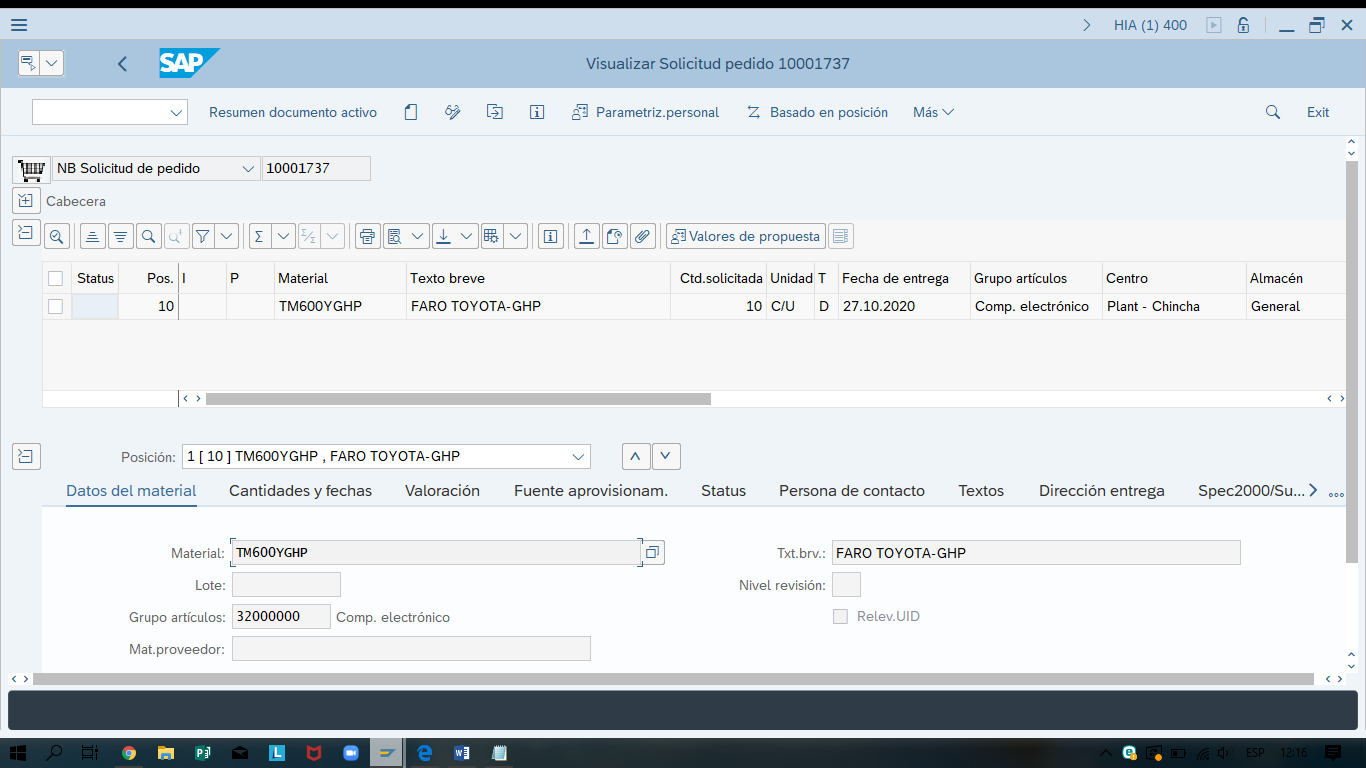 HIA (1) 400
SAP
Visualizar Solicitud pedido 10001737
Resumen documento activo Parametriz.personal Basado en posición Más Exit
NB Solicitud de pedido 10001737
Cabecera
Valores de propuesta
Status Pos. I P Material Texto breve Ctd.solicitada Unidad T Fecha de entrega Grupo artículos Centro Almacén
10 TM600YGHP FARO TOYOTA-GHP 10 C/U D 27.10.2020 Comp. electrónico Plant - Chincha General
Posición: 1 [ 10 ] TM600YGHP , FARO TOYOTA-GHP
Datos del material Cantidades y fechas Valoración Fuente aprovisionam. Status Persona de contacto Textos Dirección entrega Spec2000/Su...
Material: TM600YGHP Txt.brv.: FARO TOYOTA-GHP
Lote: Nivel revisión:
Grupo artículos: 32000000 Comp. electrónico Relev.UID
Mat.proveedor:
ESP 12:16